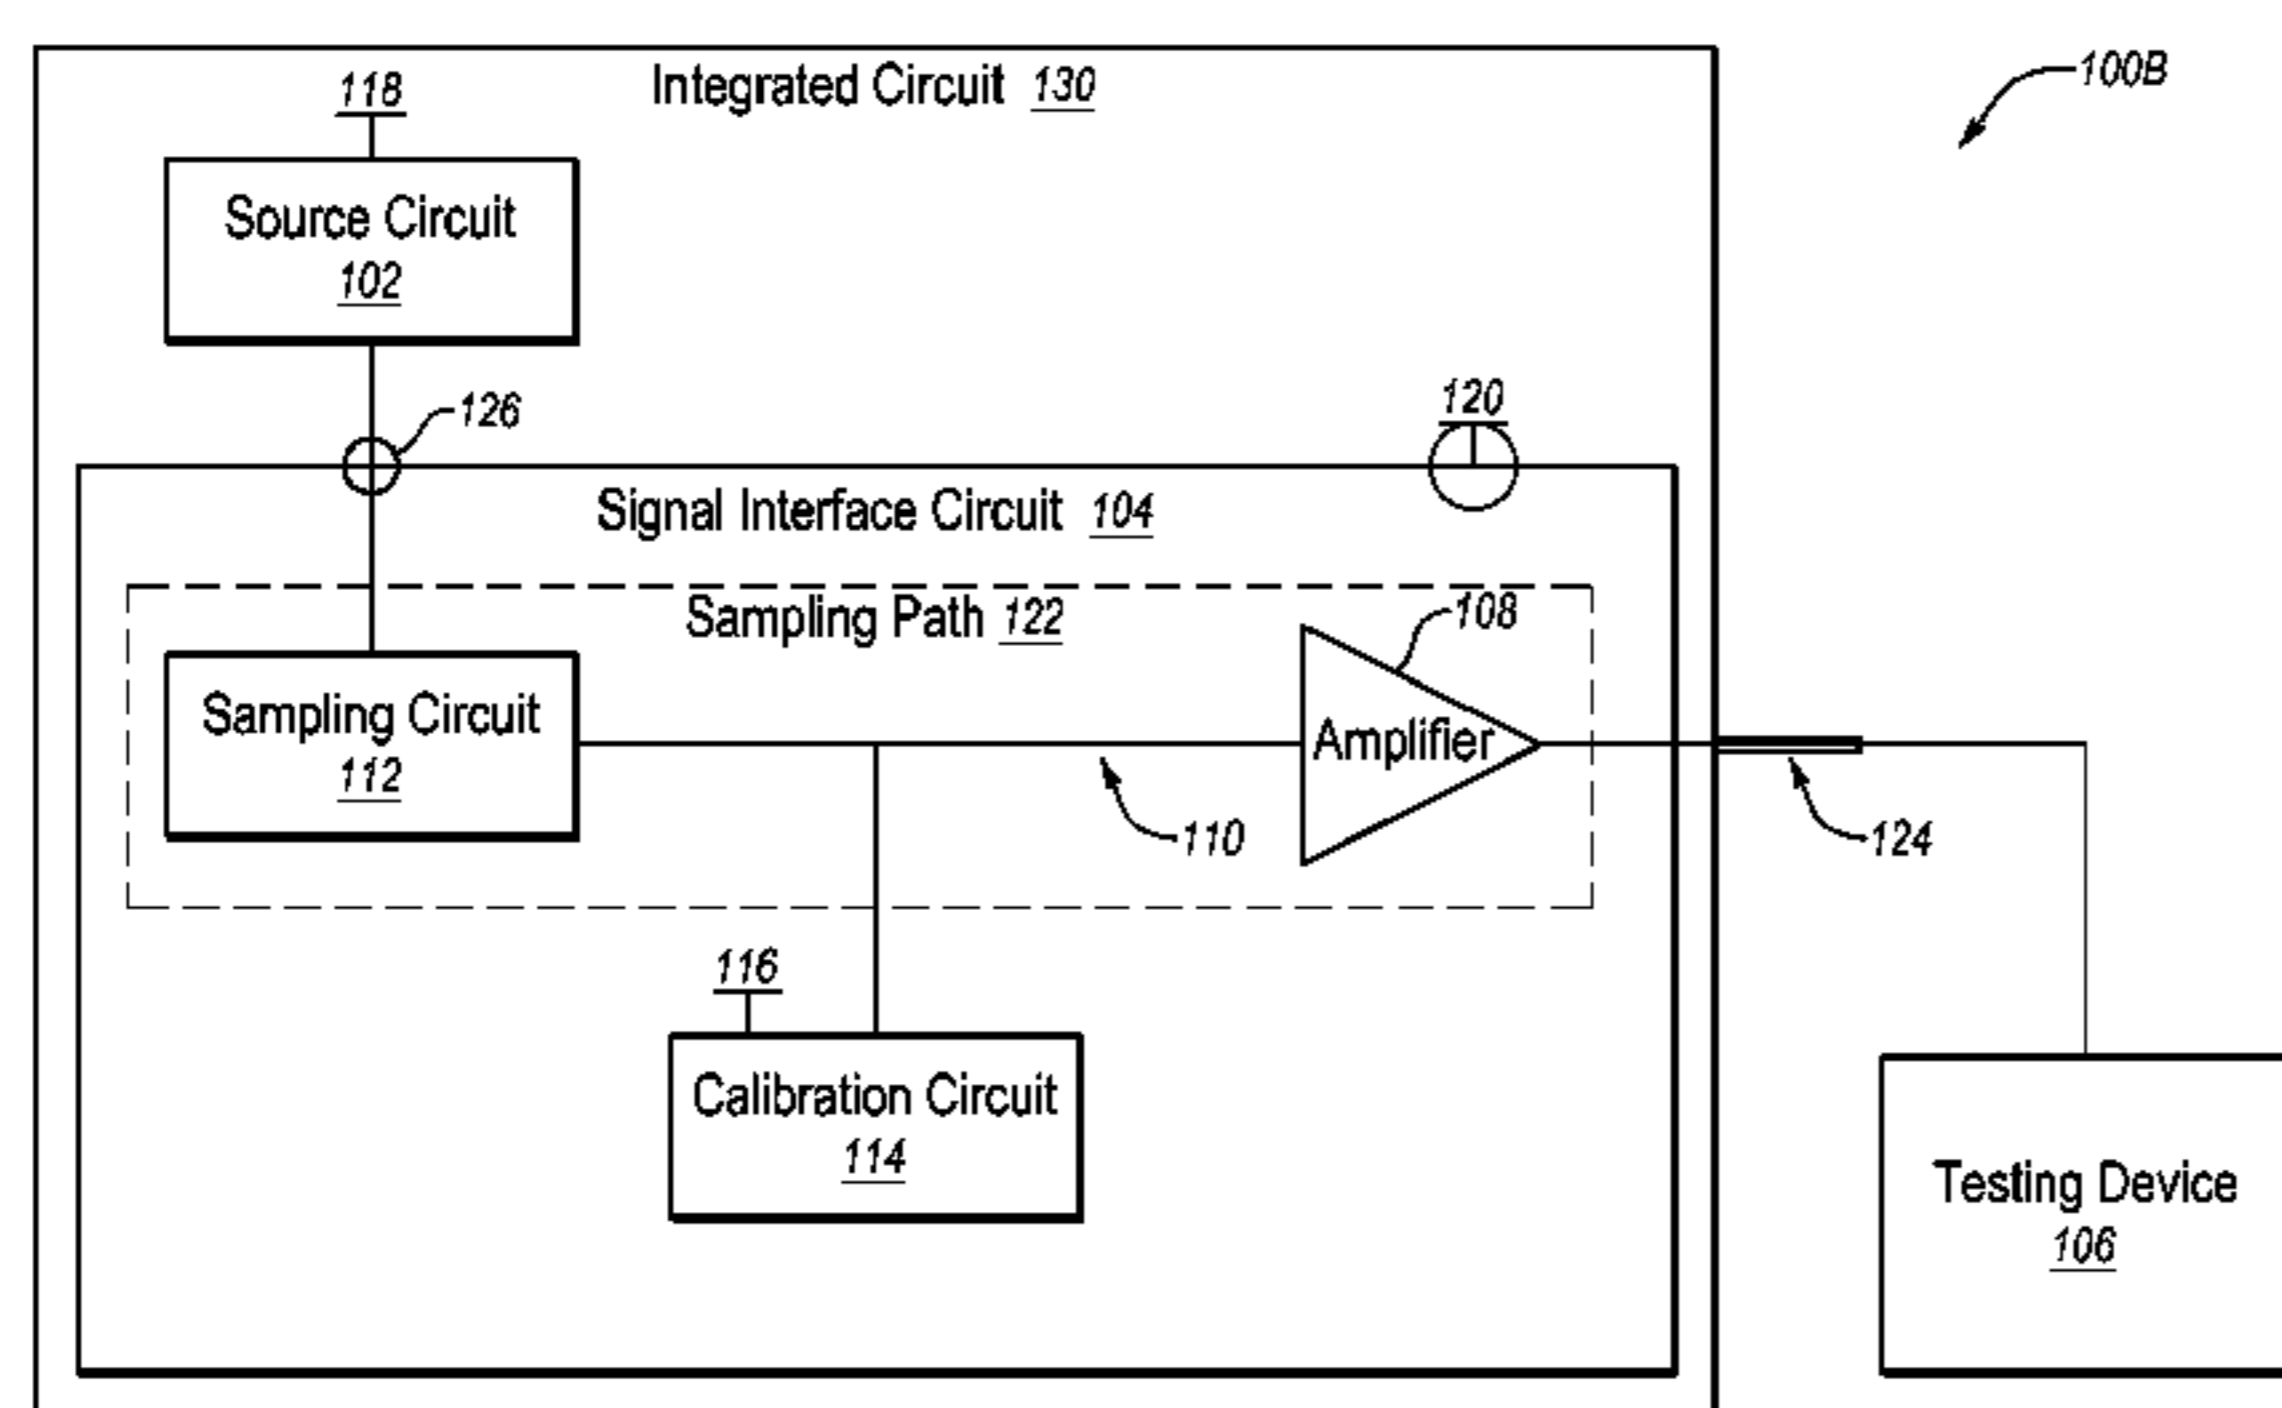 Integrated Circuit 130
100B
118
Source Circuit
102
126
120
Signal Interface Circuit 104
Sampling Path 122
108
Sampling Circuit
112
Amplifier
110
124
116
Calibration Circuit
114
Testing Device
106